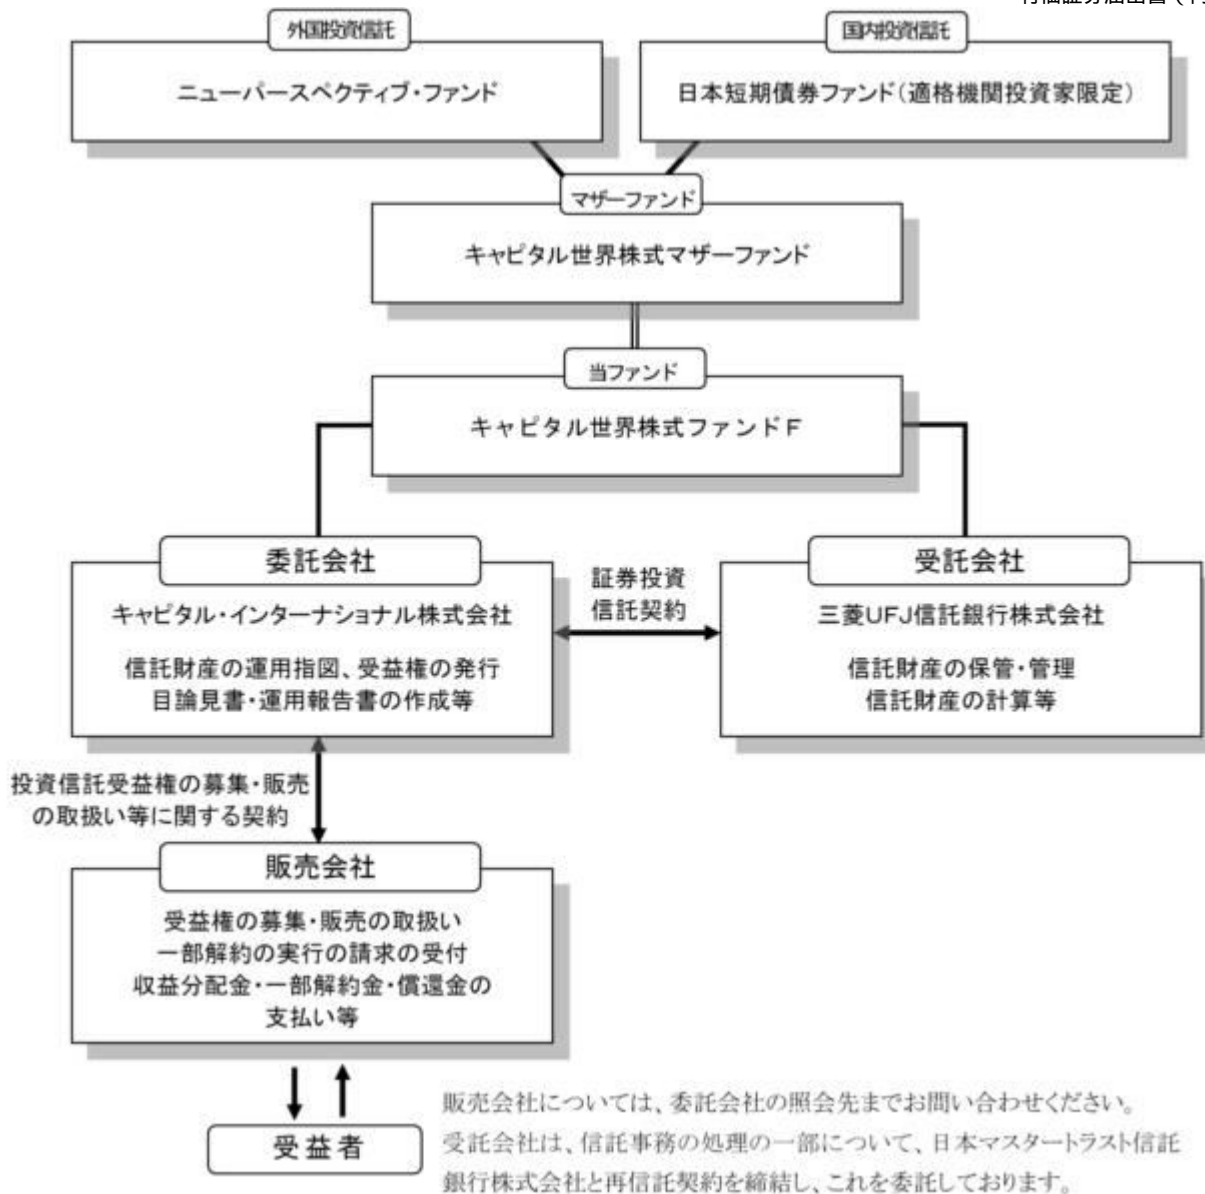 外国投資信託
ニューパースペクティブ・ファンド
国内投資信託
日本短期債券ファンド（適格機関投資家限定）
マザーファンド
キャピタル世界株式マザーファンド
当ファンド
キャピタル世界株式ファンドＦ
委託会社
キャピタル・インターナショナル株式会社
信託財産の運用指図、受益権の発行
目論見書・運用報告書の作成等
証券投資
信託契約
受託会社
三菱UFJ信託銀行株式会社
信託財産の保管・管理
信託財産の計算等
投資信託受益権の募集・販売
の取扱い等に関する契約
販売会社
受益権の募集・販売の取扱い
一部解約の実行の請求の受付
収益分配金・一部解約金・償還金の
支払い等
受益者
販売会社については、委託会社の照会先までお問い合わせください。
受託会社は、信託事務の処理の一部について、日本マスタートラスト信託
銀行株式会社と再信託契約を締結し、これを委託しております。